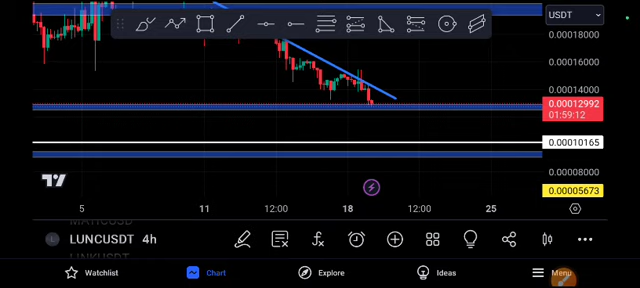 USDT
0.00018000
0.00016000
0.00014000
0.00012992
01:59:12
0.00010165
0.00008000
0.00005673
5 11 12:00 18 12:00 25
LUNCUSDT 4h
LINKUSDT
Watchlist Chart Explore Ideas Menu